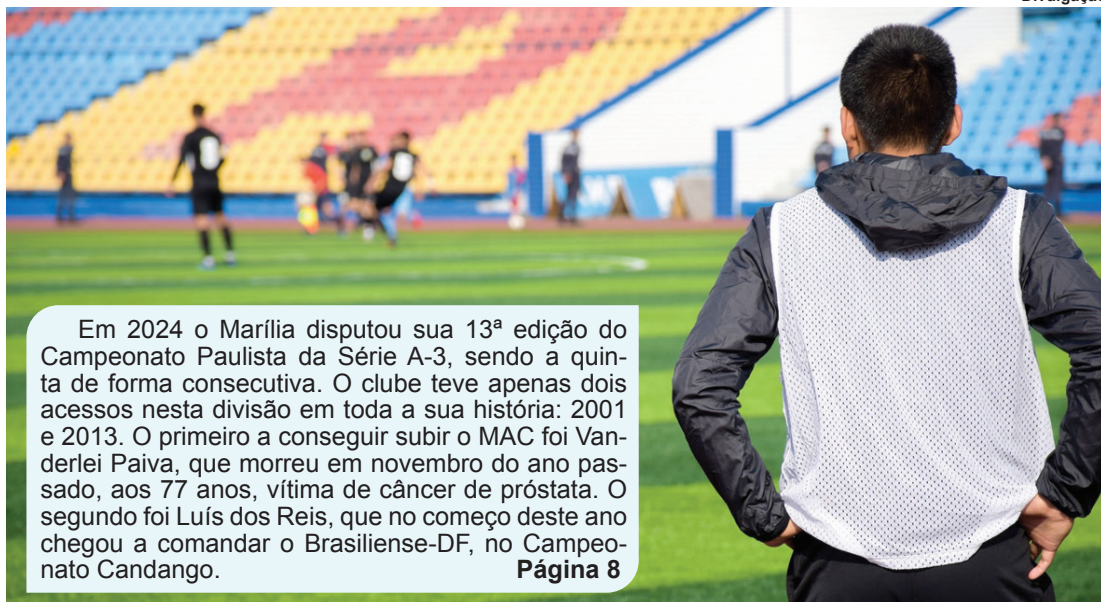 Em 2024 o Marília disputou sua 13ª edição do
Campeonato Paulista da Série A-3, sendo a quin-
ta de forma consecutiva. O clube teve apenas dois
acessos nesta divisão em toda a sua história: 2001
e 2013. O primeiro a conseguir subir o MAC foi Van-
derlei Paiva, que morreu em novembro do ano pas-
sado, aos 77 anos, vítima de câncer de próstata. O
segundo foi Luís dos Reis, que no começo deste ano
chegou a comandar o Brasiliense-DF, no Campeo-
nato Candango. Página 8